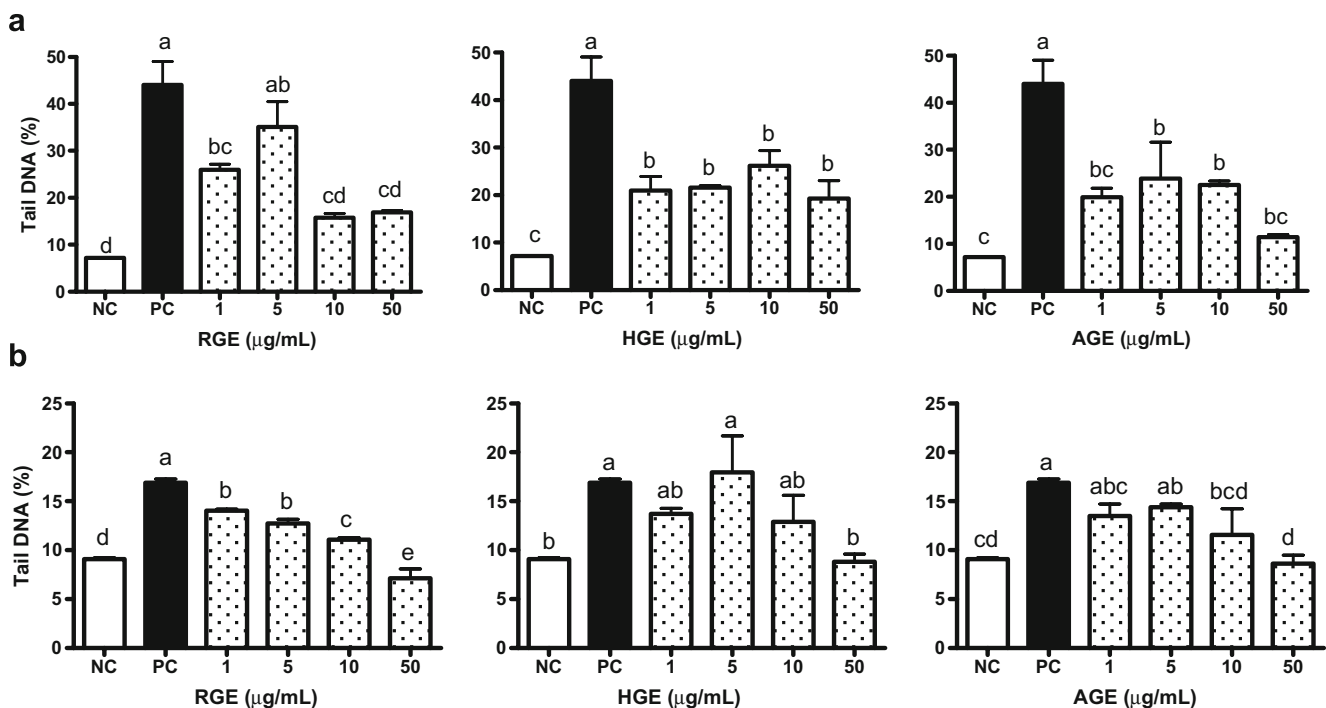 a
a
ab
bc
cd
cd
d
50
40
30
20
10
0
Tail DNA (%)
NC PC 1 5 10 50
RGE (μg/mL)
a
b
b
b
b
c
50
40
30
20
10
0
NC PC 1 5 10 50
HGE (μg/mL)
a
b
b
bc
bc
c
50
40
30
20
10
0
NC PC 1 5 10 50
AGE (μg/mL)
b
a
b
b
c
d
e
25
20
15
10
5
0
Tail DNA (%)
NC PC 1 5 10 50
RGE (μg/mL)
a
a
ab
ab
b
b
25
20
15
10
5
0
NC PC 1 5 10 50
HGE (μg/mL)
a
abc
ab
bcd
cd
d
25
20
15
10
5
0
NC PC 1 5 10 50
AGE (μg/mL)